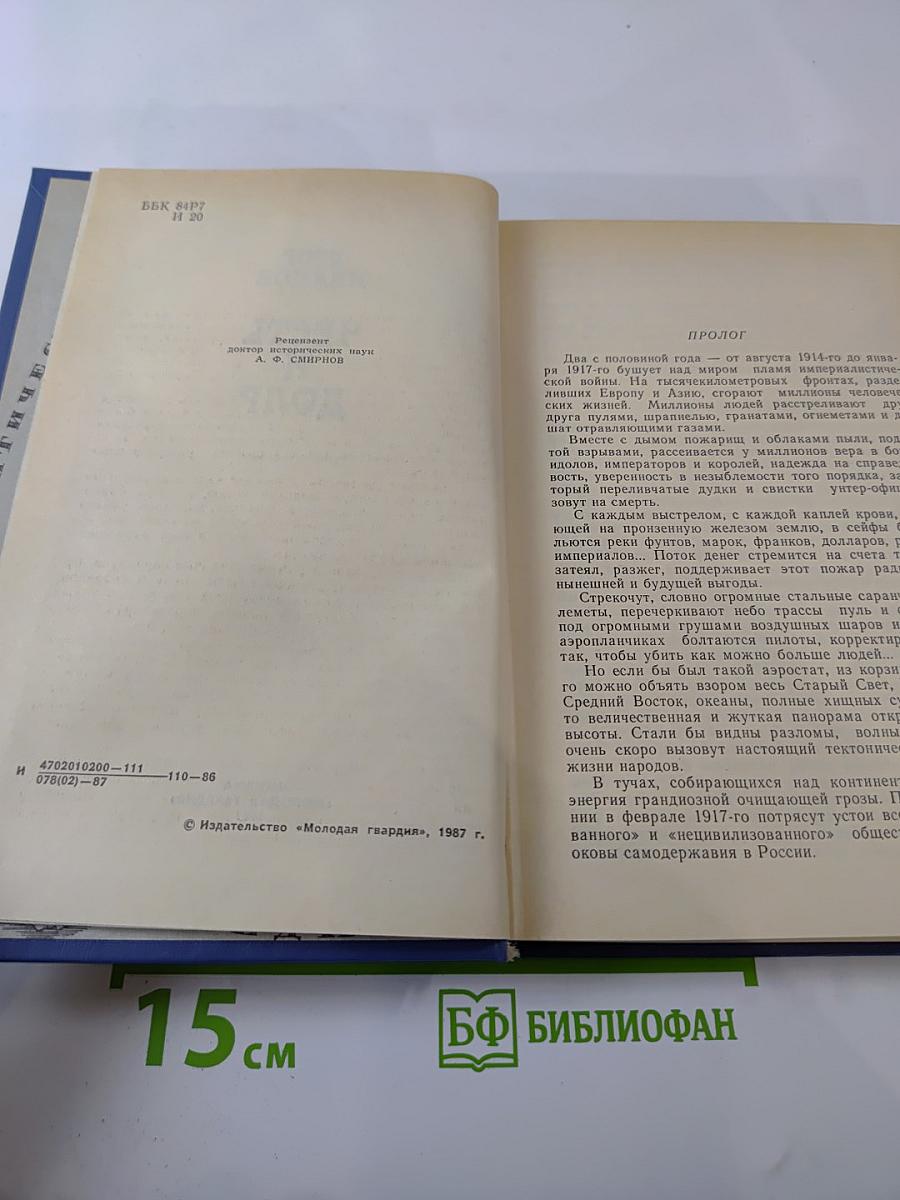 ББК 84Р7
И 20
Рецензент
доктор исторических наук
А. Ф. СМИРНОВ
И 4702010200—111
078(02)—87
—110—86
© Издательство «Молодая гвардия», 1987 г.
ПРОЛОГ
Два с половиной года — от августа 1914-го до янва-
ря 1917-го бушует над миром пламя империалистиче-
ской войны. На тысячекилометровых фронтах, разде-
ливших Европу и Азию, сгорают миллионы человече-
ских жизней. Миллионы людей расстреливают дру
друга пулями, шрапнелью, гранатами, огнеметами и д
шат отравляющими газами.
Вместе с дымом пожарищ и облаками пыли, под
той взрывами, рассеивается у миллионов вера в бо
идолов, императоров и королей, надежда на справед
вость, уверенность в незыблемости того порядка, за
торый переливчатые дудки и свистки унтер-офиц
зовут на смерть.
С каждым выстрелом, с каждой каплей крови,
ющей на пронзенную железом землю, в сейфы б
льются реки фунтов, марок, франков, долларов, р
империалов... Поток денег стремится на счета т
затеял, разжег, поддерживает этот пожар рад
нынешней и будущей выгоды.
Стрекочут, словно огромные стальные саранч
леметы, перечеркивают небо трассы пуль и с
под огромными грушами воздушных шаров и
аэропланчиках болтаются пилоты, корректир
так, чтобы убить как можно больше людей...
Но если бы был такой аэростат, из корзи
го можно объять взором весь Старый Свет,
Средний Восток, океаны, полные хищных су
то величественная и жуткая панорама откр
высоты. Стали бы видны разломы, волны
очень скоро вызовут настоящий тектониче
жизни народов.
В тучах, собирающихся над континент
энергия грандиозной очищающей грозы. П
нии в феврале 1917-го потрясут устои все
ванного» и «нецивилизованного» общест
оковы самодержавия в России.
15 см
БФ БИБЛИОФАН